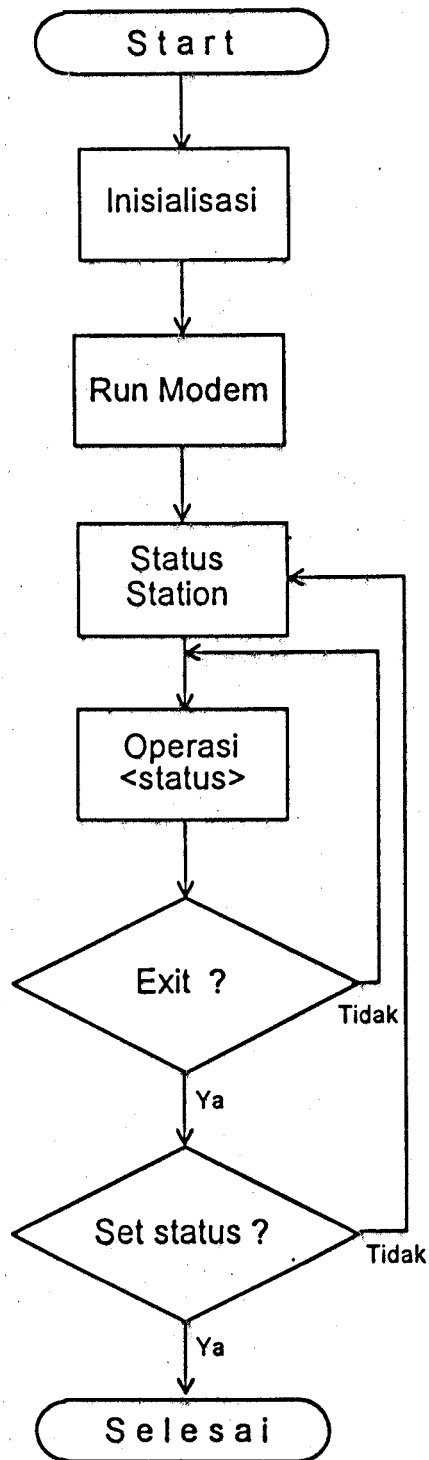 Start
Inisialisasi
Run Modem
Status
Station
Operasi
<status>
Exit ?
Tidak
Ya
Set status ?
Tidak
Ya
Selesai